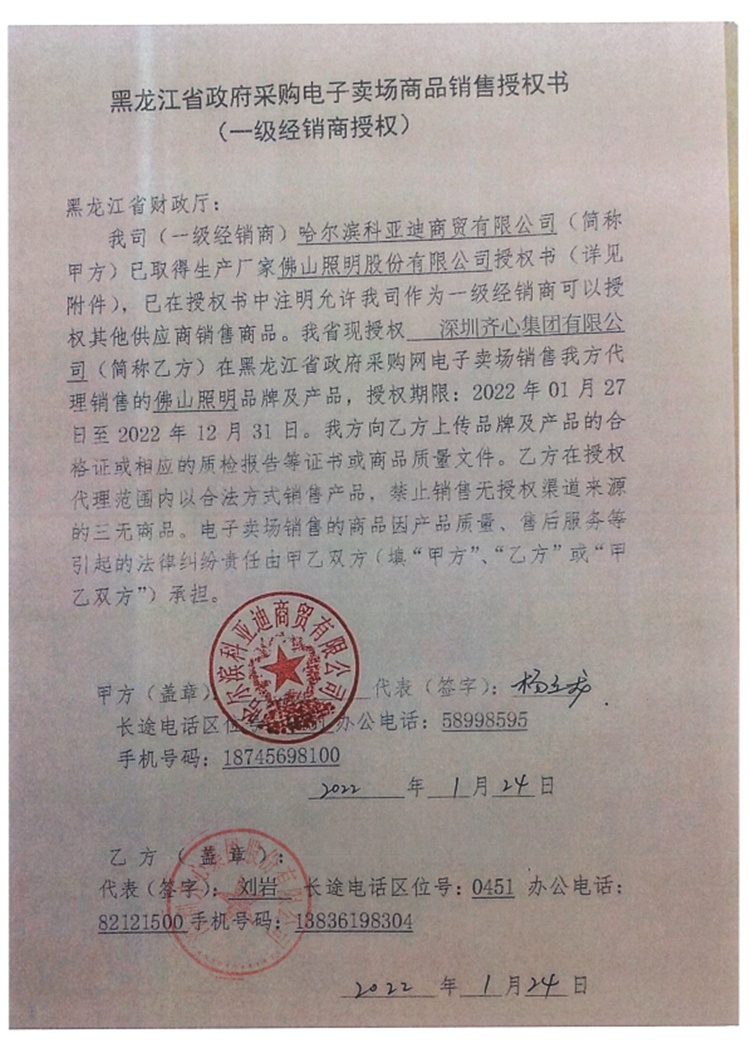 黑龙江省政府采购电子卖场商品销售授权书
（一级经销商授权）
黑龙江省财政厅：
我司（一级经销商）哈尔滨科亚迪商贸有限公司（简称
甲方）已取得生产厂家佛山照明股份有限公司授权书（详见
附件），已在授权书中注明允许我司作为一级经销商可以授
权其他供应商销售商品。我省现授权 深圳齐心集团有限公
司（简称乙方）在黑龙江省政府采购网电子卖场销售我方代
理销售的佛山照明品牌及产品，授权期限：2022 年 01 月 27
日至 2022 年 12 月 31 日。我方向乙方上传品牌及产品的合
格证或相应的质检报告等证书或商品质量文件。乙方在授权
代理范围内以合法方式销售产品，禁止销售无授权渠道来源
的三无商品。电子卖场销售的商品因产品质量、售后服务等
引起的法律纠纷责任由甲乙双方（填“甲方”、“乙方”或“甲
乙双方”）承担。
哈尔滨科亚迪商贸有限公司
甲方（盖章） 代表（签字）：
长途电话区位号 办公电话：58998595
手机号码：18745698100
2022 年 1 月 24 日
乙方（盖章）：
代表（签字）：刘岩 长途电话区位号：0451 办公电话：
82121500 手机号码：13836198304
2022 年 1 月 24 日